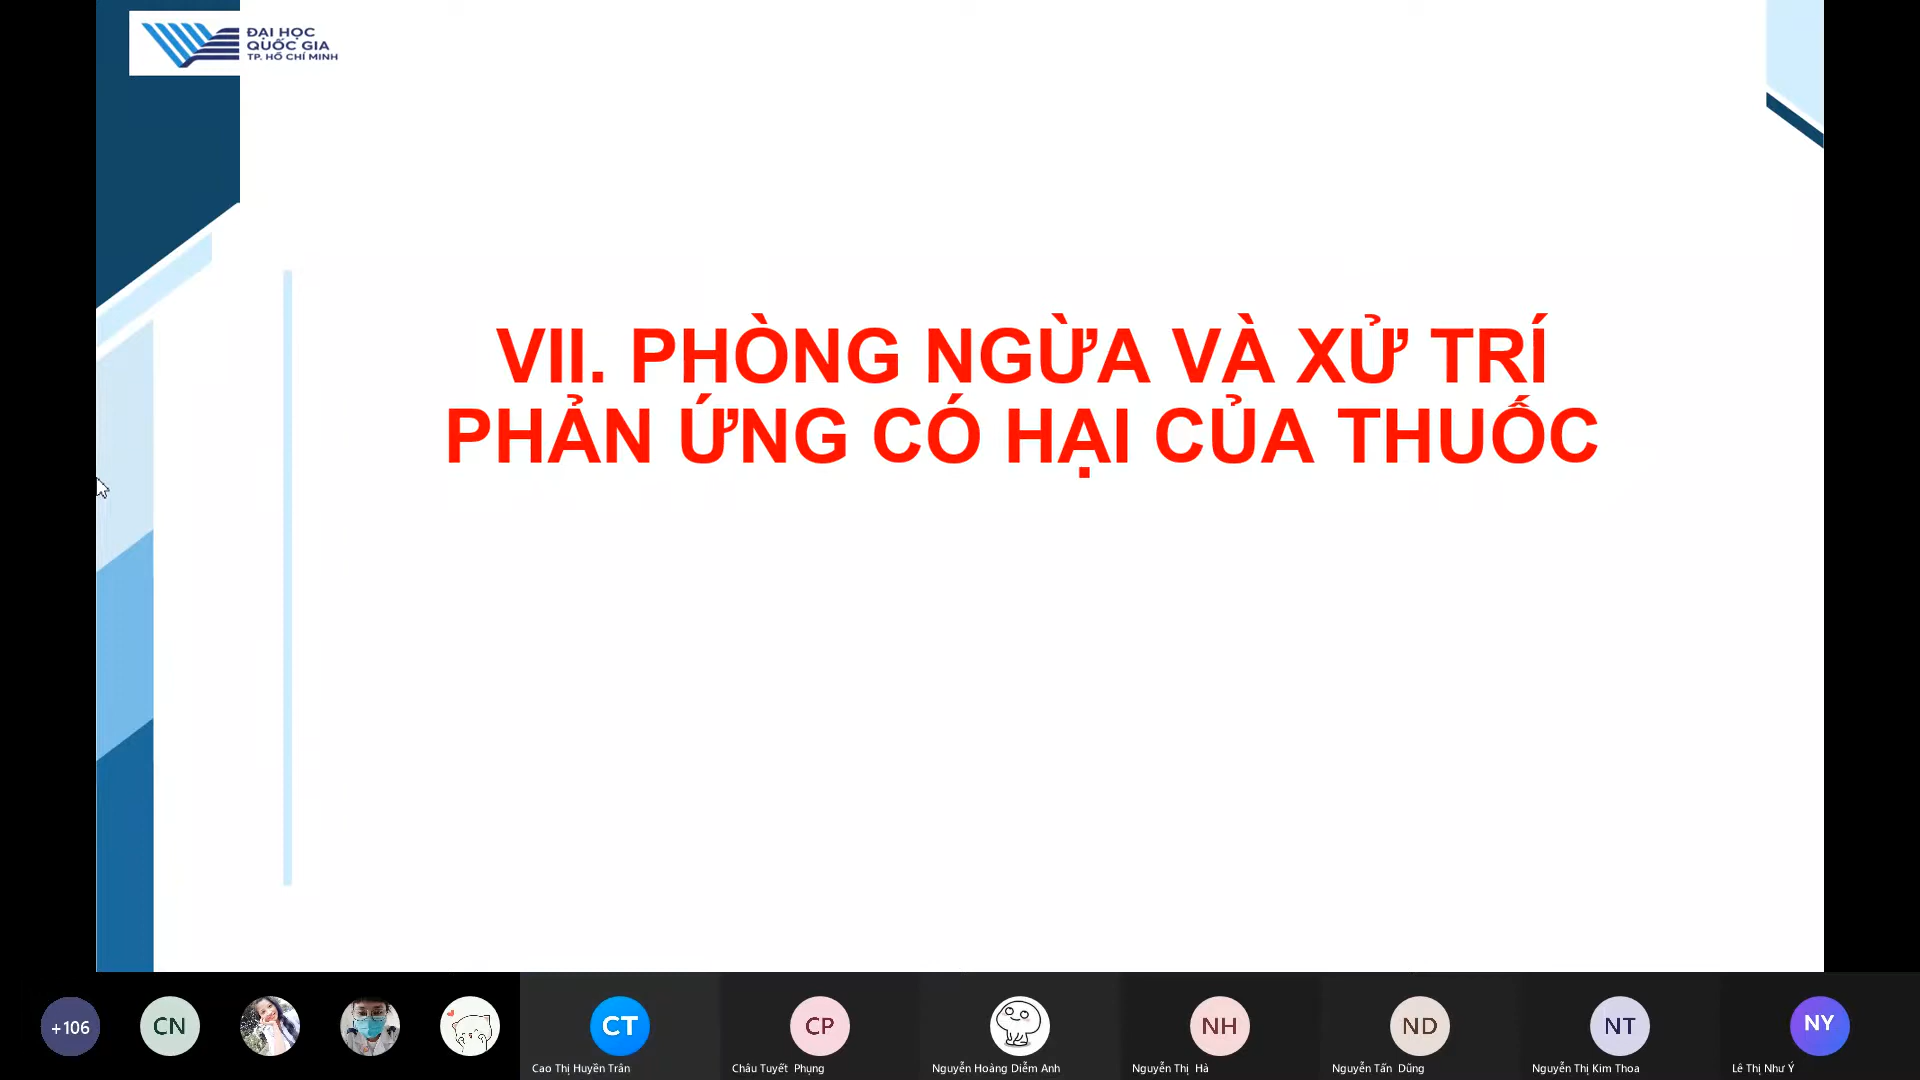 ĐẠI HỌC
QUỐC GIA
TP. HỒ CHÍ MINH
VII. PHÒNG NGỪA VÀ XỬ TRÍ
PHẢN ỨNG CÓ HẠI CỦA THUỐC
+106
CN
CT
CP
NH
ND
NT
NY
Cao Thị Huyền Trân
Châu Tuyết Phụng
Nguyễn Hoàng Diễm Anh
Nguyễn Thị Hà
Nguyễn Tấn Dũng
Nguyễn Thị Kim Thoa
Lê Thị Như Ý